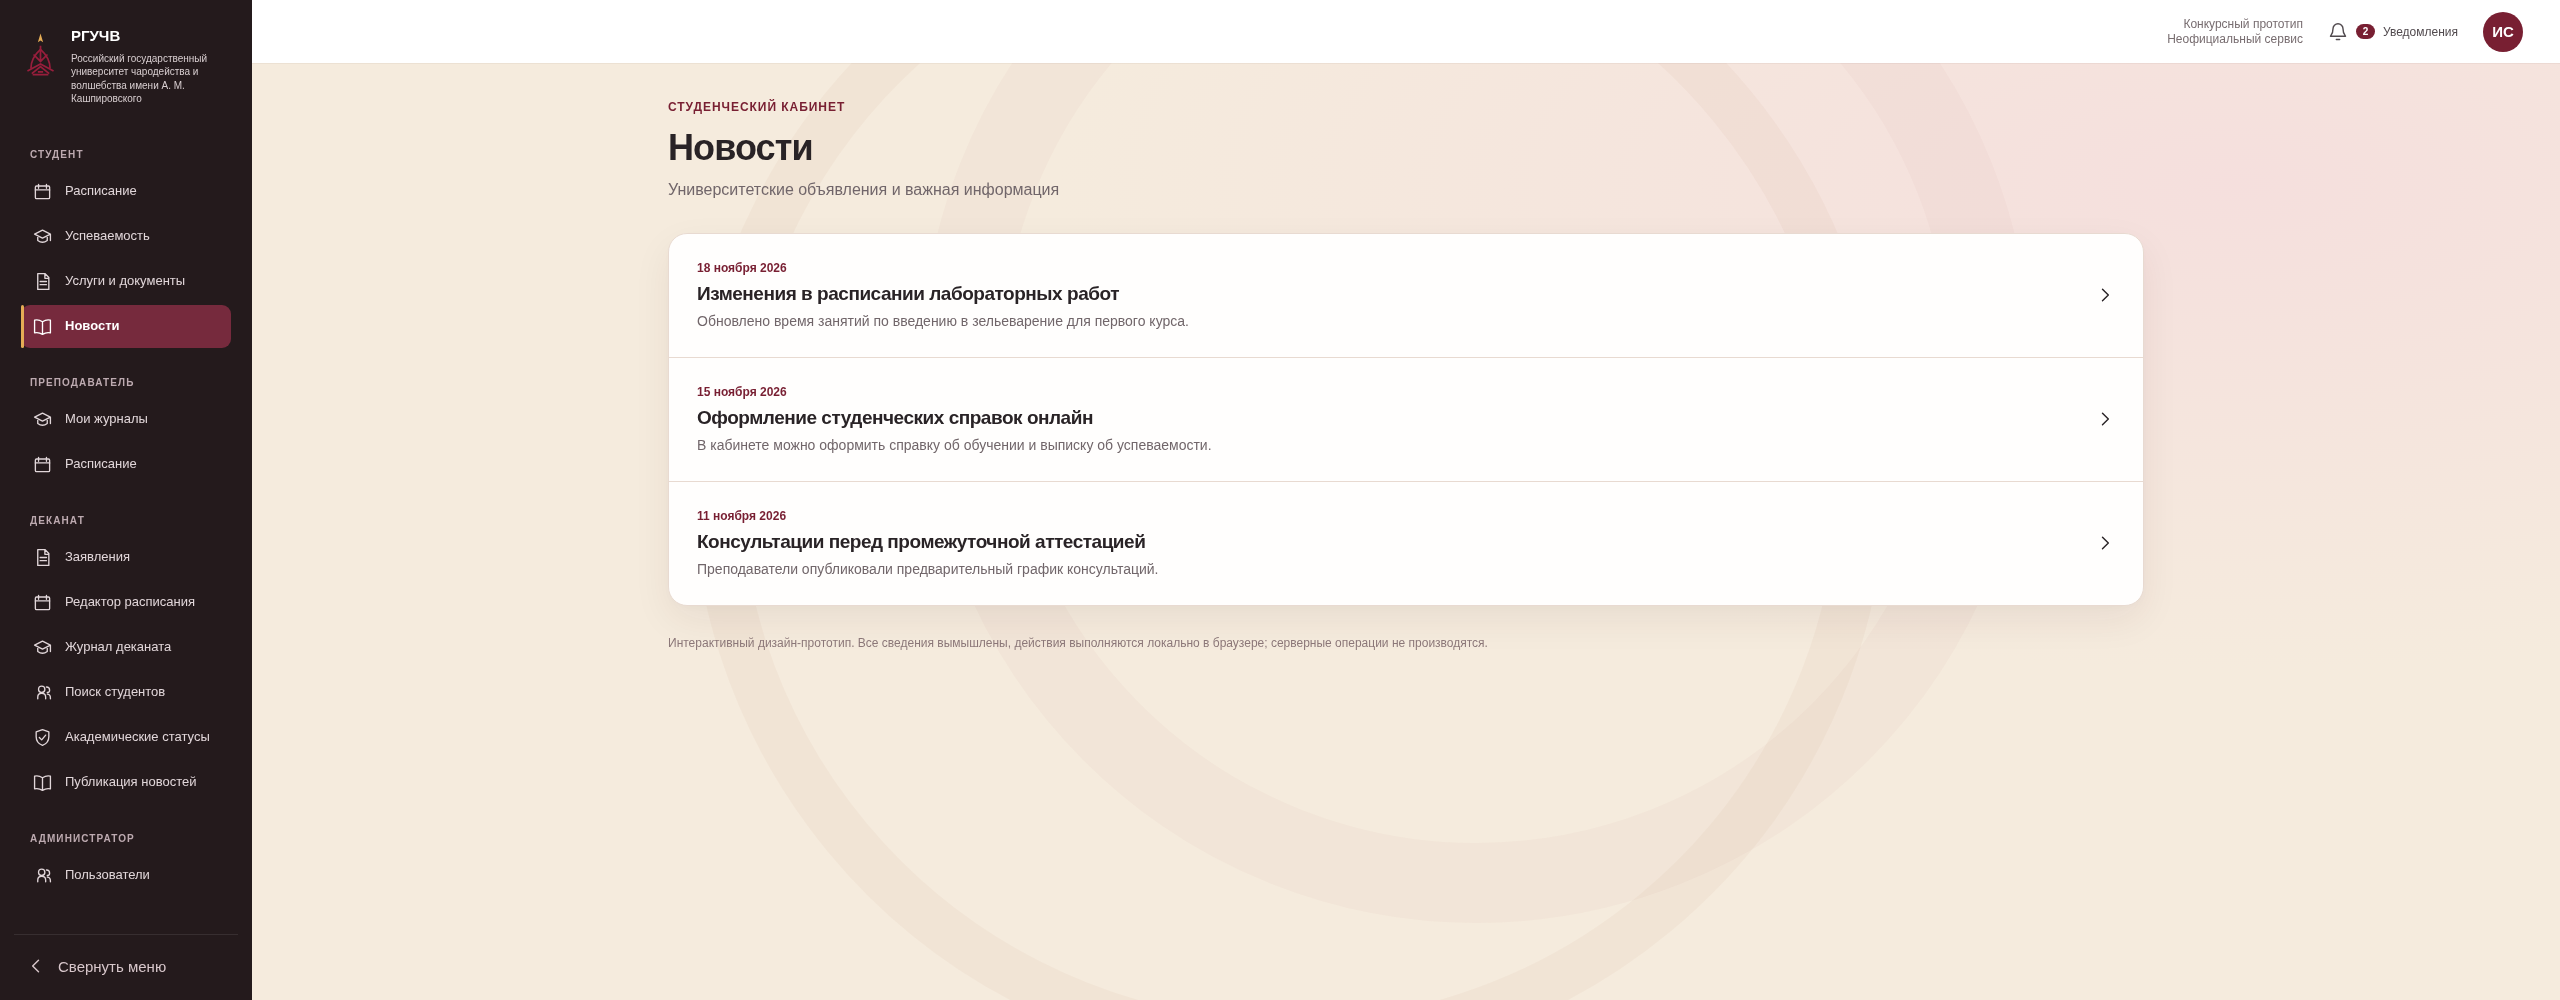 РГУЧВ
Российский государственный
университет чародейства и
волшебства имени А. М.
Кашпировского
СТУДЕНТ
Расписание
Успеваемость
Услуги и документы
Новости
ПРЕПОДАВАТЕЛЬ
Мои журналы
Расписание
ДЕКАНАТ
Заявления
Редактор расписания
Журнал деканата
Поиск студентов
Академические статусы
Публикация новостей
АДМИНИСТРАТОР
Пользователи
Свернуть меню
Конкурсный прототип
Неофициальный сервис
2 Уведомления
ИС
СТУДЕНЧЕСКИЙ КАБИНЕТ
Новости
Университетские объявления и важная информация
18 ноября 2026
Изменения в расписании лабораторных работ
Обновлено время занятий по введению в зельеварение для первого курса.
15 ноября 2026
Оформление студенческих справок онлайн
В кабинете можно оформить справку об обучении и выписку об успеваемости.
11 ноября 2026
Консультации перед промежуточной аттестацией
Преподаватели опубликовали предварительный график консультаций.
Интерактивный дизайн-прототип. Все сведения вымышлены, действия выполняются локально в браузере; серверные операции не производятся.